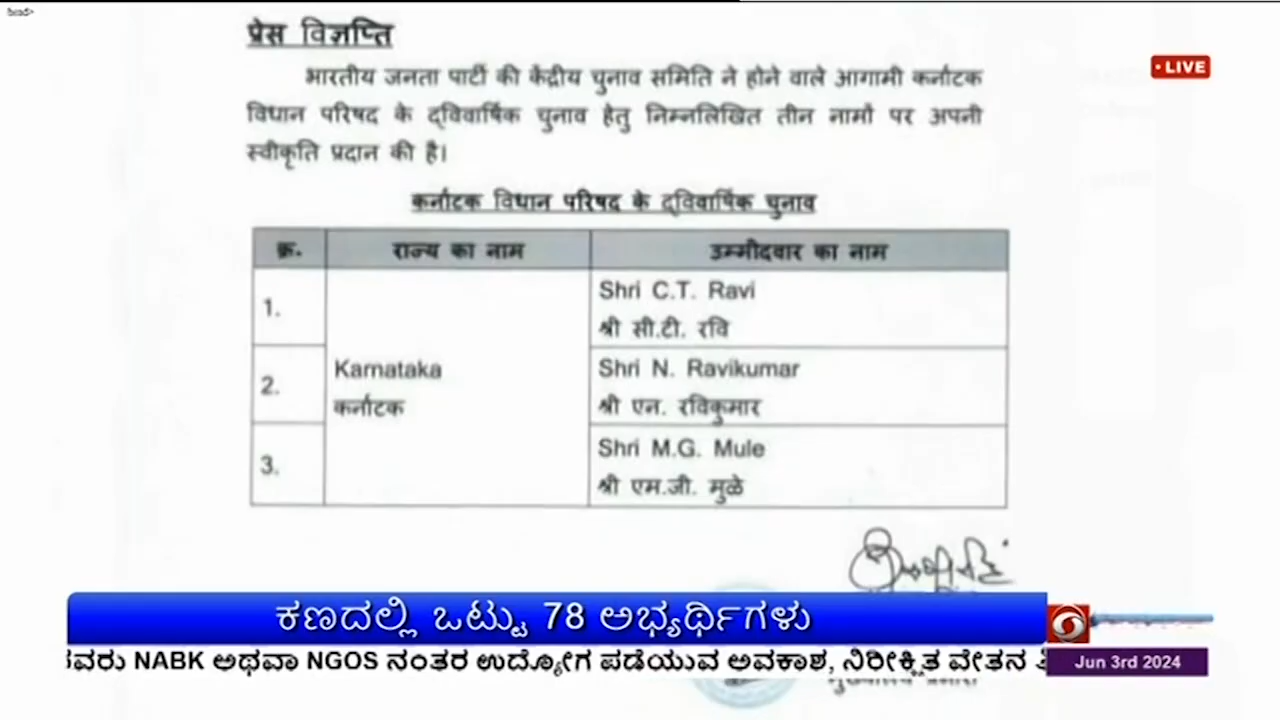 head>
प्रेस विज्ञप्ति
LIVE
भारतीय जनता पार्टी की केंद्रीय चुनाव समिति ने होने वाले आगामी कर्नाटक
विधान परिषद के द्विवार्षिक चुनाव हेतु निम्नलिखित तीन नामों पर अपनी
स्वीकृति प्रदान की है।
कर्नाटक विधान परिषद के द्विवार्षिक चुनाव
क्र. राज्य का नाम उम्मीदवार का नाम
1. Shri C.T. Ravi
श्री सी.टी. रवि
Karnataka
कर्नाटक
2. Shri N. Ravikumar
श्री एन. रविकुमार
3. Shri M.G. Mule
श्री एम.जी. मुळे
ಕಣದಲ್ಲಿ ಒಟ್ಟು 78 ಅಭ್ಯರ್ಥಿಗಳು
NABK ಅಥವಾ NGOS ನಂತರ ಉದ್ಯೋಗ ಪಡೆಯುವ ಅವಕಾಶ, ನಿರೀಕ್ಷಿತ ವೇತನ
Jun 3rd 2024